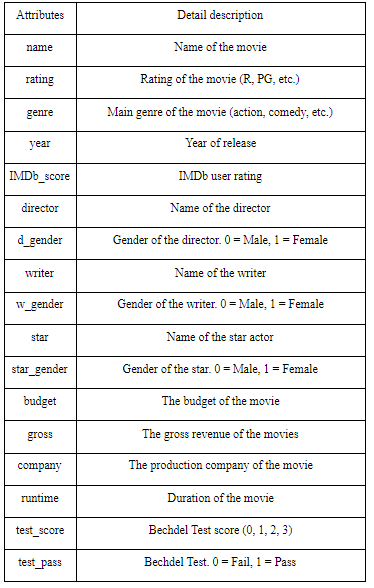 Attributes Detail description
name Name of the movie
rating Rating of the movie (R, PG, etc.)
genre Main genre of the movie (action, comedy, etc.)
year Year of release
IMDb_score IMDb user rating
director Name of the director
d_gender Gender of the director. 0 = Male, 1 = Female
writer Name of the writer
w_gender Gender of the writer. 0 = Male, 1 = Female
star Name of the star actor
star_gender Gender of the star. 0 = Male, 1 = Female
budget The budget of the movie
gross The gross revenue of the movies
company The production company of the movie
runtime Duration of the movie
test_score Bechdel Test score (0, 1, 2, 3)
test_pass Bechdel Test. 0 = Fail, 1 = Pass